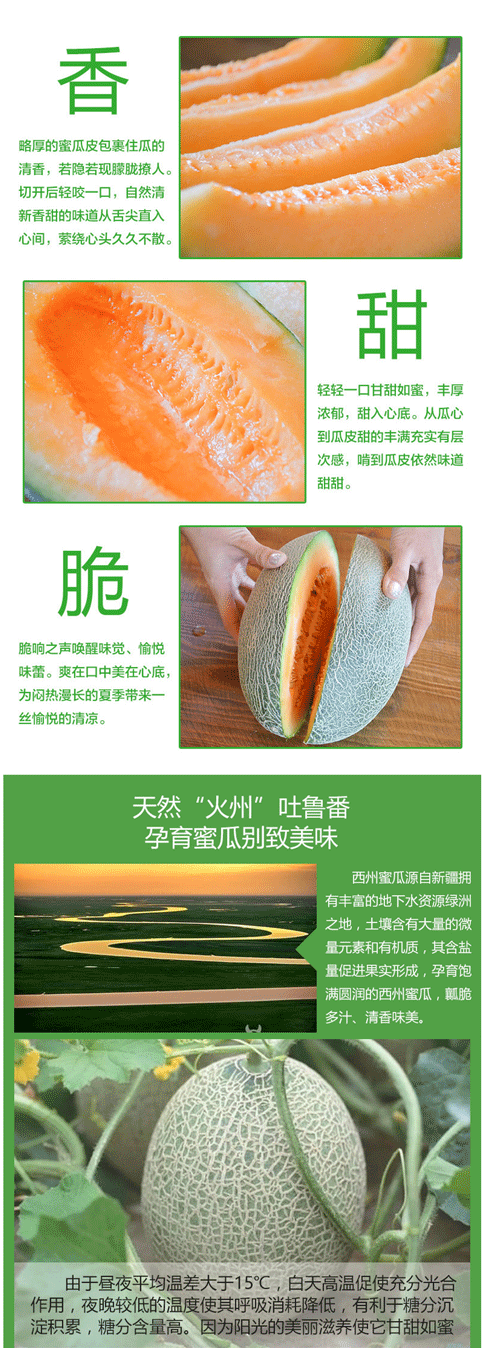 香
略厚的蜜瓜皮包裹住瓜的
清香，若隐若现朦胧撩人。
切开后轻咬一口，自然清
新香甜的味道从舌尖直入
心间，萦绕心头久久不散。
甜
轻轻一口甘甜如蜜，丰厚
浓郁，甜入心底。从瓜心
到瓜皮甜的丰满充实有层
次感，啃到瓜皮依然味道
甜甜。
脆
脆响之声唤醒味觉、愉悦
味蕾。爽在口中美在心底，
为闷热漫长的夏季带来一
丝愉悦的清凉。
天然“火州”吐鲁番
孕育蜜瓜别致美味
西州蜜瓜源自新疆拥
有丰富的地下水资源绿洲
之地，土壤含有大量的微
量元素和有机质，其含盐
量促进果实形成，孕育饱
满圆润的西州蜜瓜，瓤脆
多汁、清香味美。
由于昼夜平均温差大于15℃，白天高温促使充分光合
作用，夜晚较低的温度使其呼吸消耗降低，有利于糖分沉
淀积累，糖分含量高。因为阳光的美丽滋养使它甘甜如蜜